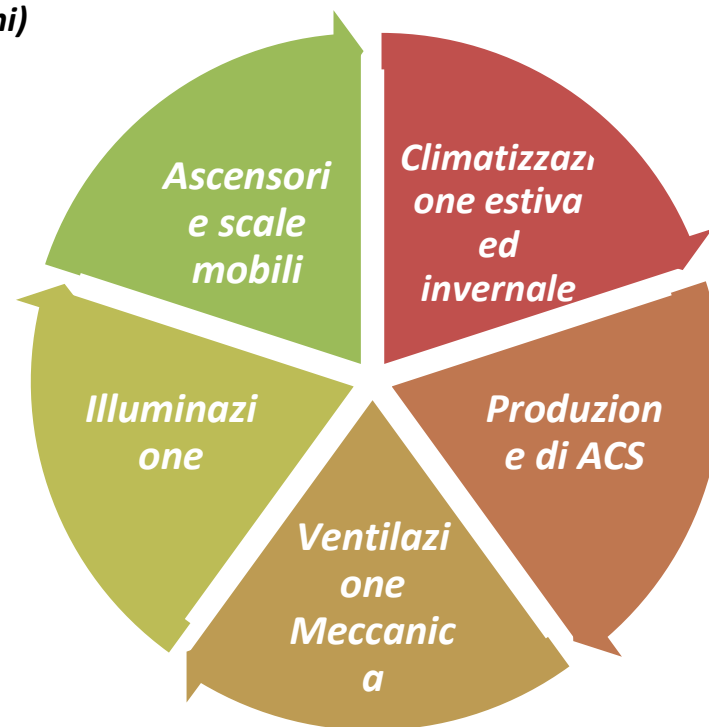 ni)
Ascensori
e scale
mobili
Climatizzazi
one estiva
ed
invernale
Illuminazi
one
Produzion
e di ACS
Ventilazi
one
Meccanic
a